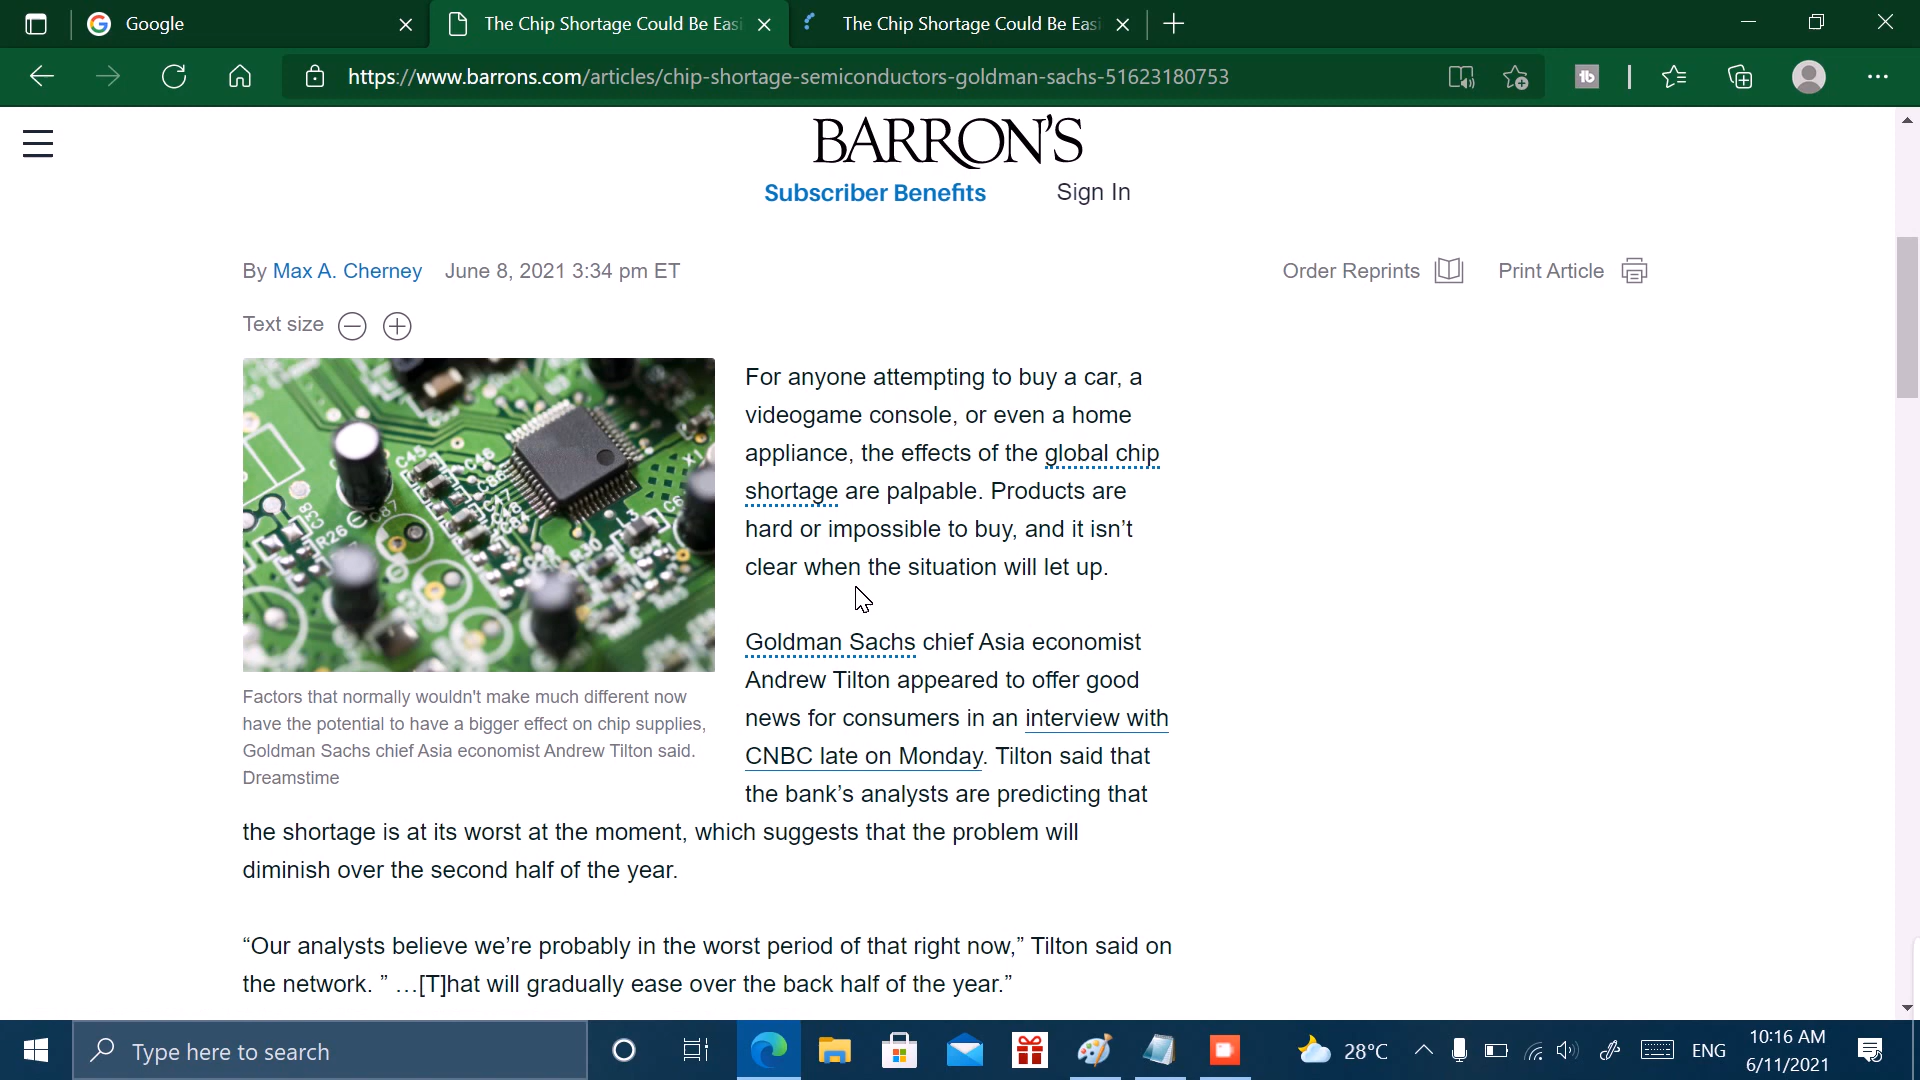 Google
The Chip Shortage Could Be Easi
The Chip Shortage Could Be Easi
https://www.barrons.com/articles/chip-shortage-semiconductors-goldman-sachs-51623180753
BARRON'S
Subscriber Benefits
Sign In
By Max A. Cherney June 8, 2021 3:34 pm ET
Order Reprints
Print Article
Text size
For anyone attempting to buy a car, a
videogame console, or even a home
appliance, the effects of the global chip
shortage are palpable. Products are
hard or impossible to buy, and it isn’t
clear when the situation will let up.
Goldman Sachs chief Asia economist
Andrew Tilton appeared to offer good
news for consumers in an interview with
CNBC late on Monday. Tilton said that
the bank’s analysts are predicting that
the shortage is at its worst at the moment, which suggests that the problem will
diminish over the second half of the year.
Factors that normally wouldn't make much different now
have the potential to have a bigger effect on chip supplies,
Goldman Sachs chief Asia economist Andrew Tilton said.
Dreamstime
“Our analysts believe we’re probably in the worst period of that right now,” Tilton said on
the network. ” …[T]hat will gradually ease over the back half of the year.”
Type here to search
28°C
ENG
10:16 AM
6/11/2021